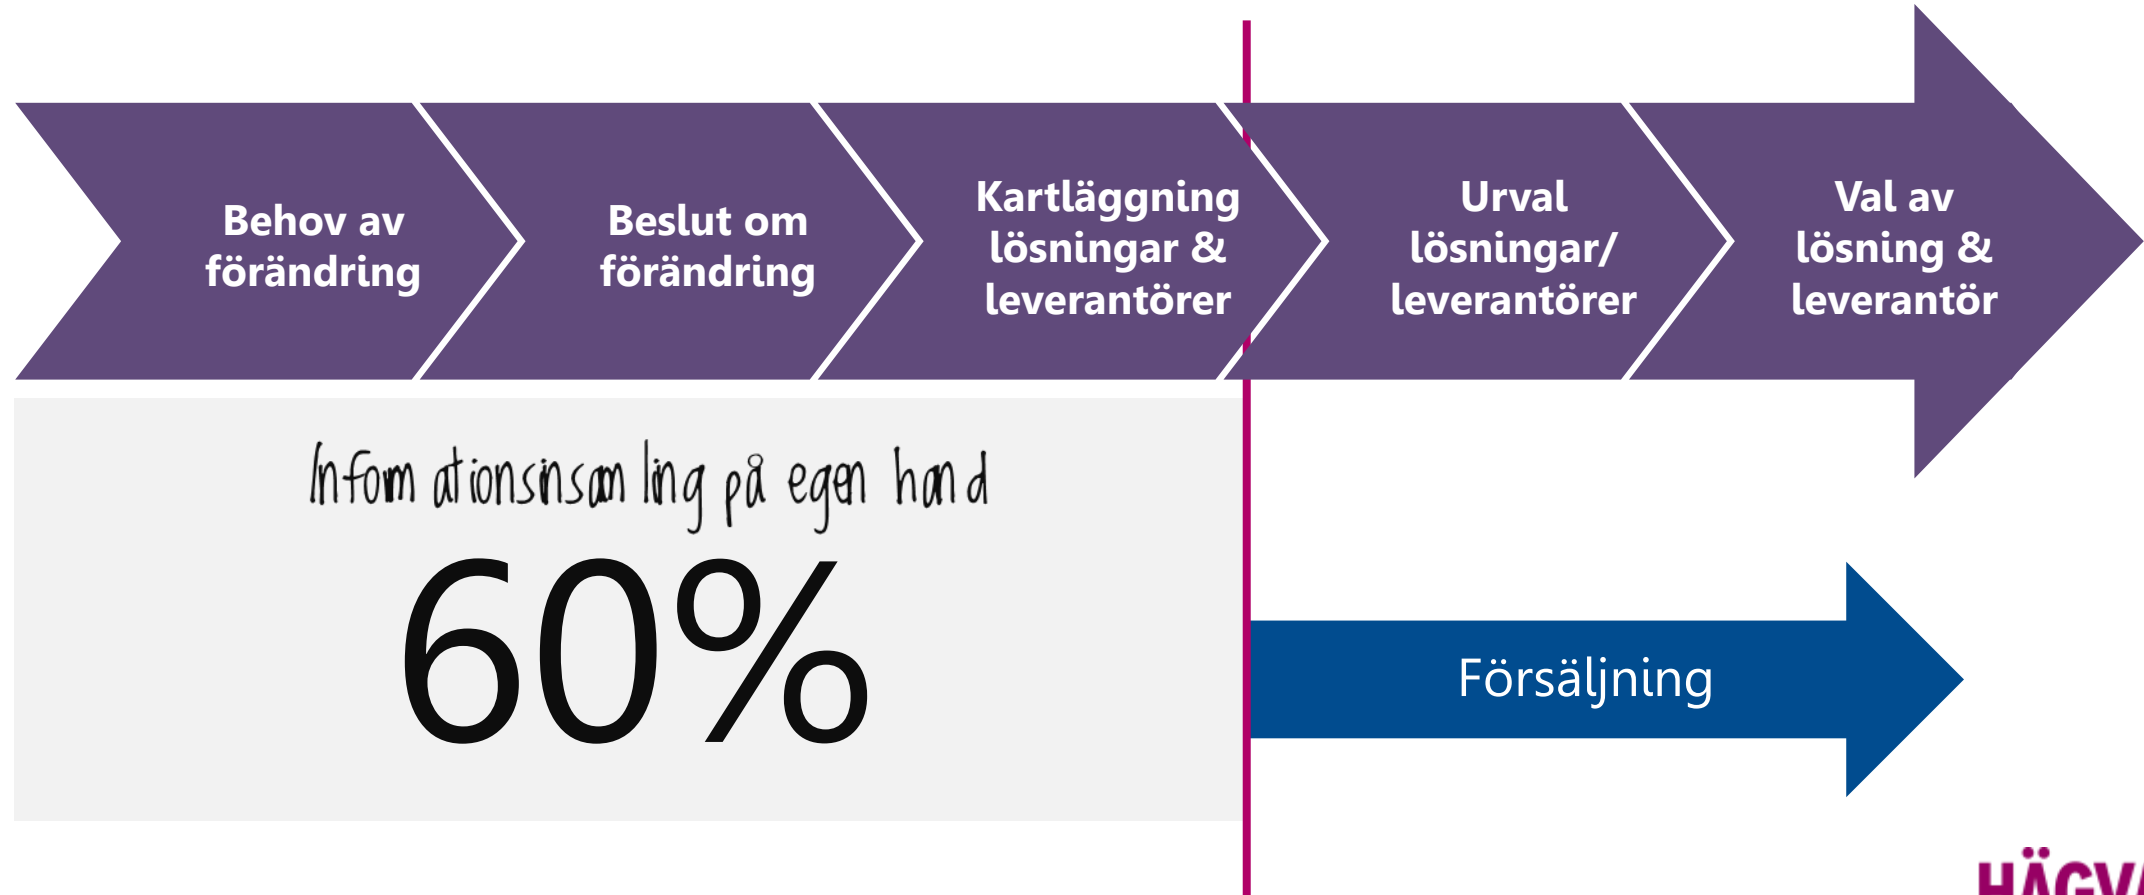 Behov av
förändring
Beslut om
förändring
Kartläggning
lösningar &
leverantörer
Urval
lösningar/
leverantörer
Val av
lösning &
leverantör
Informationsinsamling på egen hand
60%
Försäljning